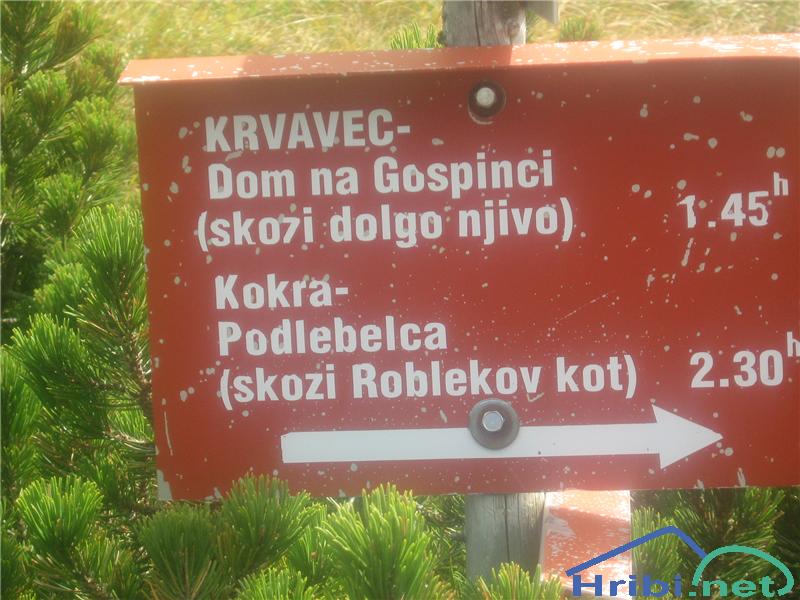 KRVAVEC-
Dom na Gospinci
(skozi dolgo njivo) 1.45h
Kokra-
Podlebelca
(skozi Roblekov kot) 2.30h
Hribi.net